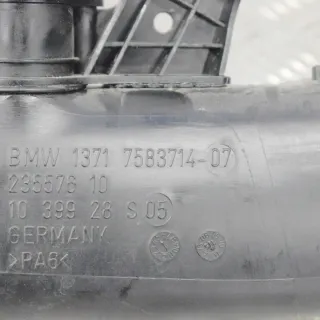 BMW 1371 7583714-07
236576 10
10 399 28 S 05
GERMANY
>PA6<